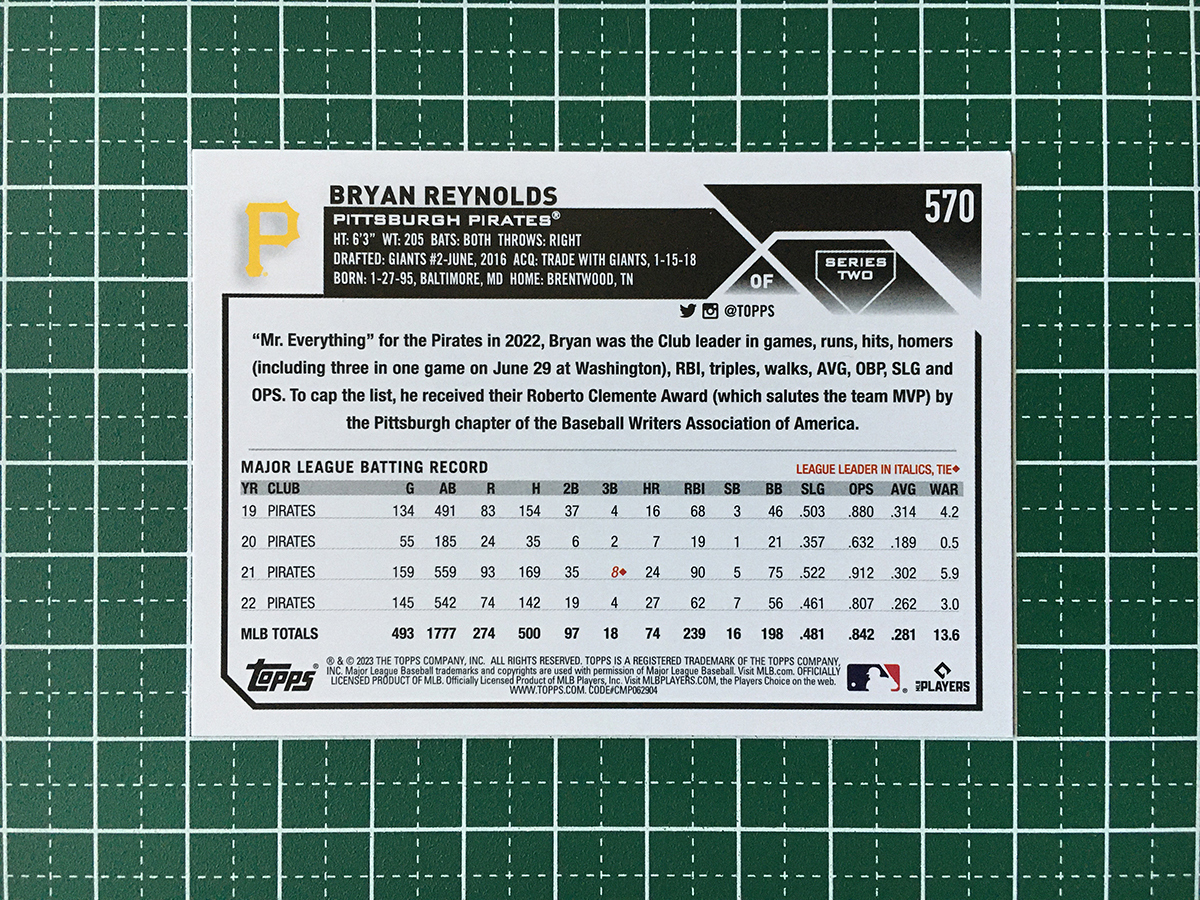 P
BRYAN REYNOLDS
570
PITTSBURGH PIRATES®
HT: 6'3" WT: 205 BATS: BOTH THROWS: RIGHT
DRAFTED: GIANTS #2-JUNE, 2016 ACQ: TRADE WITH GIANTS, 1-15-18
BORN: 1-27-95, BALTIMORE, MD HOME: BRENTWOOD, TN
OF
SERIES
TWO
@TOPPS
“Mr. Everything” for the Pirates in 2022, Bryan was the Club leader in games, runs, hits, homers
(including three in one game on June 29 at Washington), RBI, triples, walks, AVG, OBP, SLG and
OPS. To cap the list, he received their Roberto Clemente Award (which salutes the team MVP) by
the Pittsburgh chapter of the Baseball Writers Association of America.
MAJOR LEAGUE BATTING RECORD LEAGUE LEADER IN ITALICS, TIE◆
YR CLUB G AB R H 2B 3B HR RBI SB BB SLG OPS AVG WAR
19 PIRATES 134 491 83 154 37 4 16 68 3 46 .503 .880 .314 4.2
20 PIRATES 55 185 24 35 6 2 7 19 1 21 .357 .632 .189 0.5
21 PIRATES 159 559 93 169 35 8◆ 24 90 5 75 .522 .912 .302 5.9
22 PIRATES 145 542 74 142 19 4 27 62 7 56 .461 .807 .262 3.0
MLB TOTALS 493 1777 274 500 97 18 74 239 16 198 .481 .842 .281 13.6
Topps®
® & © 2023 THE TOPPS COMPANY, INC. ALL RIGHTS RESERVED. TOPPS IS A REGISTERED TRADEMARK OF THE TOPPS COMPANY,
INC. Major League Baseball trademarks and copyrights are used with permission of Major League Baseball. Visit MLB.com. OFFICIALLY
LICENSED PRODUCT OF MLB. Officially Licensed Product of MLB Players, Inc. Visit MLBPLAYERS.COM, the Players Choice on the web.
WWW.TOPPS.COM. CODE#CMP062904
MLB PLAYERS